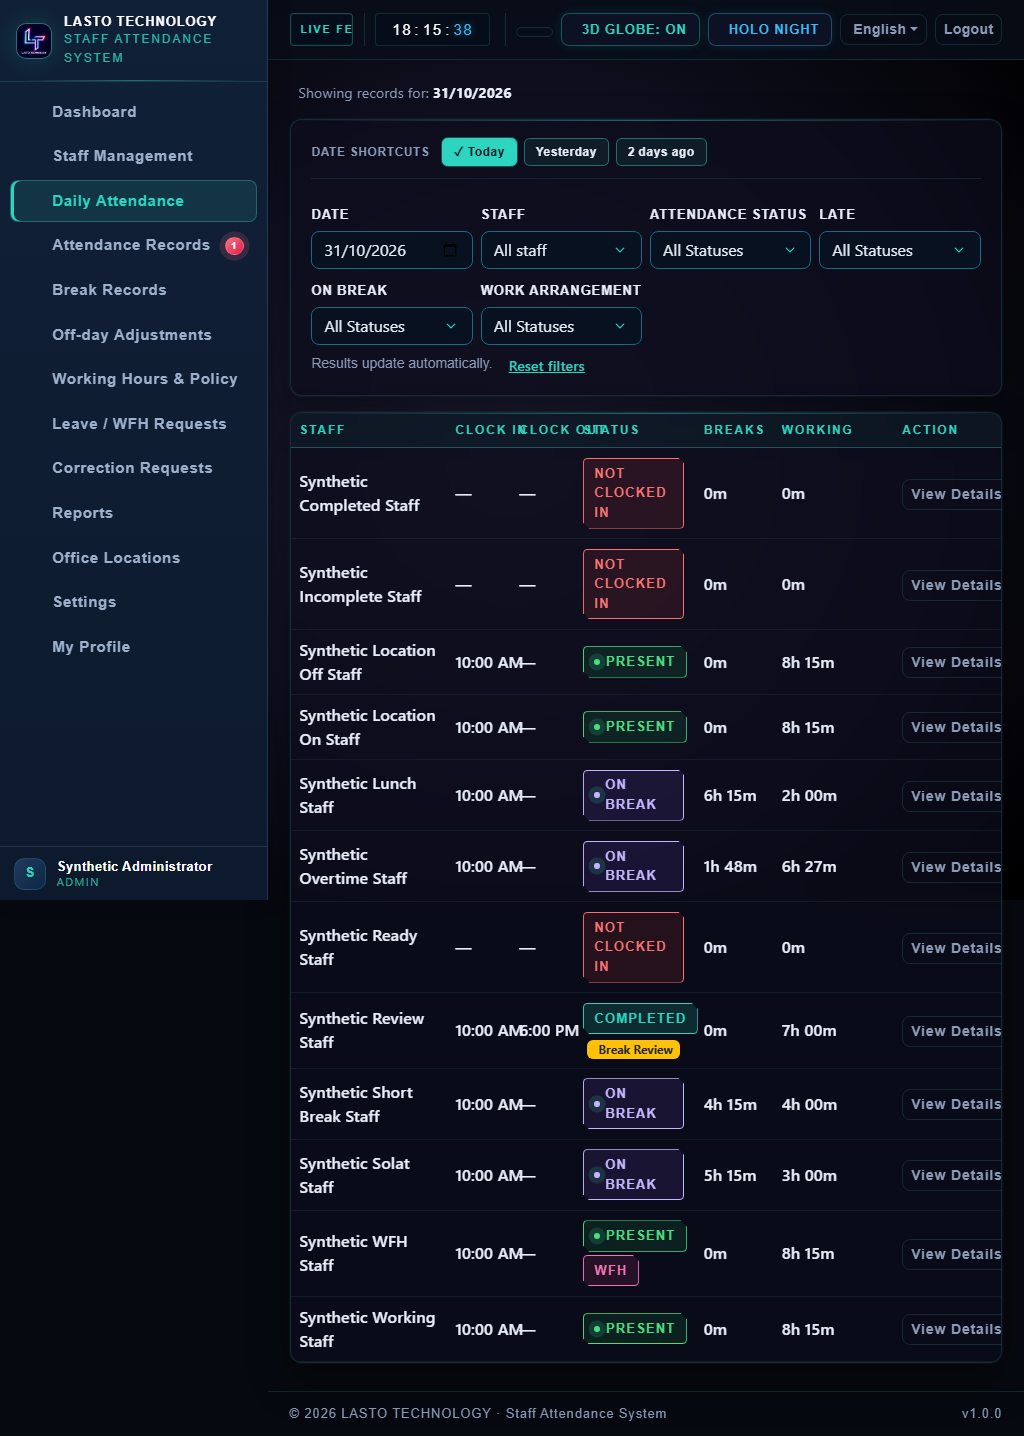 LASTO TECHNOLOGY
STAFF ATTENDANCE
SYSTEM
LIVE FE
18:15:38
3D GLOBE: ON
HOLO NIGHT
English
Logout
Dashboard
Staff Management
Daily Attendance
Attendance Records 1
Break Records
Off-day Adjustments
Working Hours & Policy
Leave / WFH Requests
Correction Requests
Reports
Office Locations
Settings
My Profile
S
Synthetic Administrator
ADMIN
Showing records for: 31/10/2026
DATE SHORTCUTS ✓ Today Yesterday 2 days ago
DATE STAFF ATTENDANCE STATUS LATE
31/10/2026 All staff All Statuses All Statuses
ON BREAK WORK ARRANGEMENT
All Statuses All Statuses
Results update automatically. Reset filters
STAFF CLOCK IN CLOCK OUT STATUS BREAKS WORKING ACTION
Synthetic
Completed Staff
— — NOT
CLOCKED
IN
0m 0m View Details
Synthetic
Incomplete Staff
— — NOT
CLOCKED
IN
0m 0m View Details
Synthetic Location
Off Staff
10:00 AM — PRESENT 0m 8h 15m View Details
Synthetic Location
On Staff
10:00 AM — PRESENT 0m 8h 15m View Details
Synthetic Lunch
Staff
10:00 AM — ON
BREAK
6h 15m 2h 00m View Details
Synthetic
Overtime Staff
10:00 AM — ON
BREAK
1h 48m 6h 27m View Details
Synthetic Ready
Staff
— — NOT
CLOCKED
IN
0m 0m View Details
Synthetic Review
Staff
10:00 AM 5:00 PM COMPLETED
Break Review
0m 7h 00m View Details
Synthetic Short
Break Staff
10:00 AM — ON
BREAK
4h 15m 4h 00m View Details
Synthetic Solat
Staff
10:00 AM — ON
BREAK
5h 15m 3h 00m View Details
Synthetic WFH
Staff
10:00 AM — PRESENT
WFH
0m 8h 15m View Details
Synthetic Working
Staff
10:00 AM — PRESENT 0m 8h 15m View Details
© 2026 LASTO TECHNOLOGY · Staff Attendance System
v1.0.0